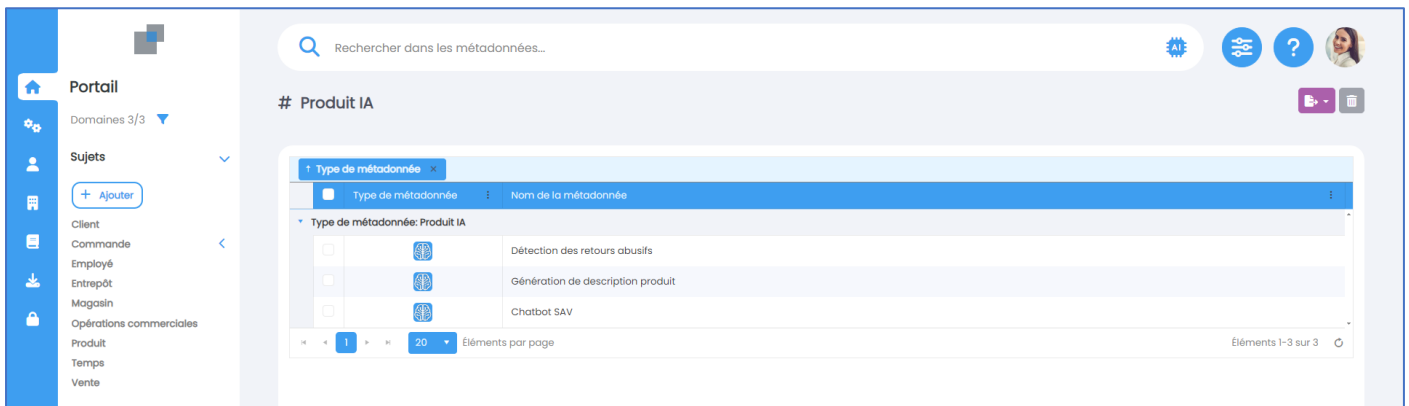 Rechercher dans les métadonnées...
AI
?
Portail
# Produit IA
Domaines 3/3
Sujets
+ Ajouter
Client
Commande
Employé
Entrepôt
Magasin
Opérations commerciales
Produit
Temps
Vente
↑ Type de métadonnée ×
Type de métadonnée Nom de la métadonnée
Type de métadonnée: Produit IA
Détection des retours abusifs
Génération de description produit
Chatbot SAV
1 20 Éléments par page Éléments 1-3 sur 3